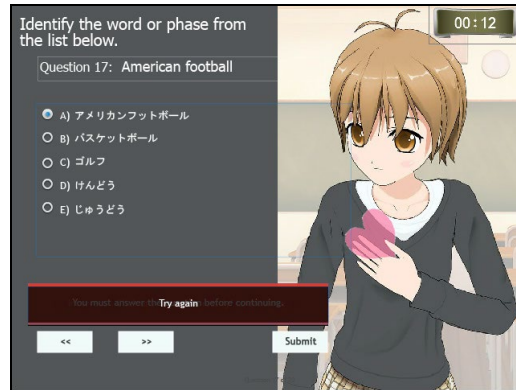 Identify the word or phase from
the list below.
00:12
Question 17: American football
A) アメリカンフットボール
B) バスケットボール
C) ゴルフ
D) けんどう
E) じゅうどう
You must answer the
Try again
before continuing.
<< >> Submit